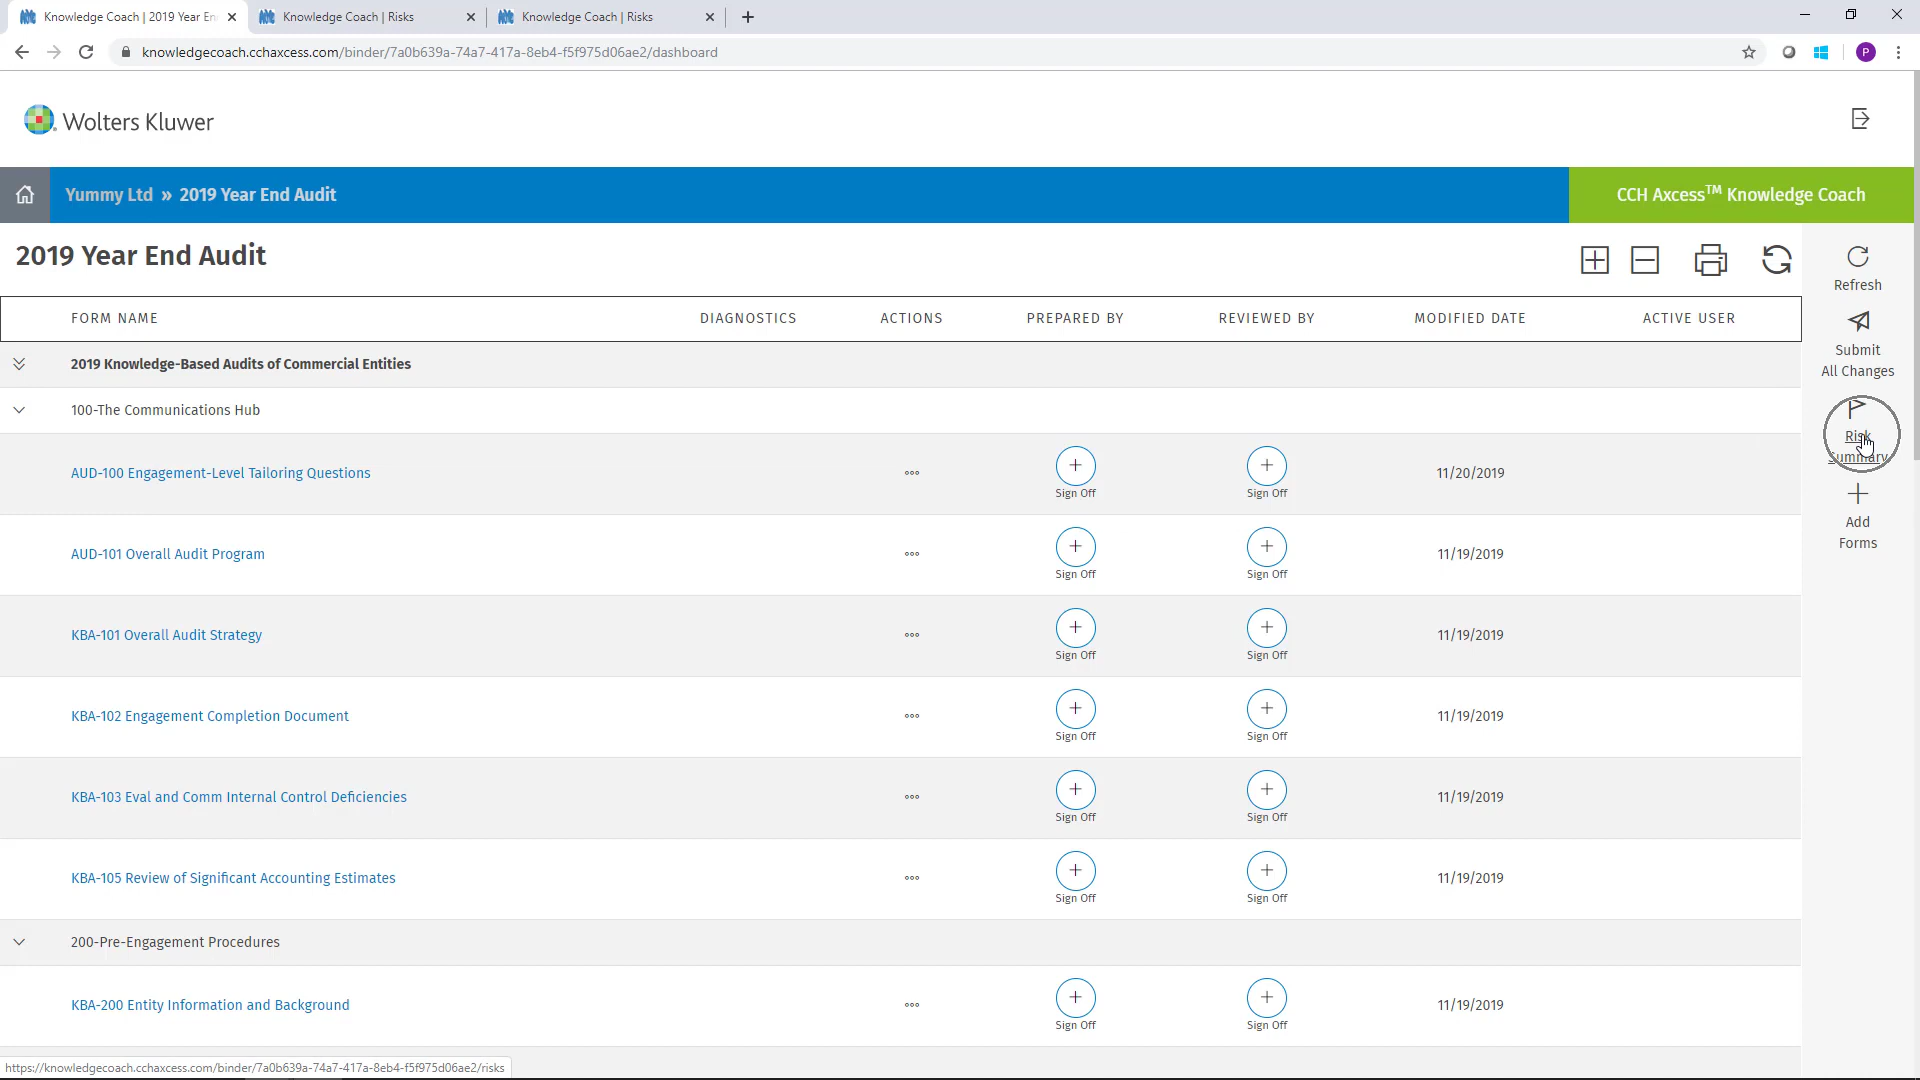 Knowledge Coach | 2019 Year En
Knowledge Coach | Risks
Knowledge Coach | Risks
knowledgecoach.cchaxcess.com/binder/7a0b639a-74a7-417a-8eb4-f5f975d06ae2/dashboard
P
Wolters Kluwer
Yummy Ltd » 2019 Year End Audit
CCH Axcess™ Knowledge Coach
2019 Year End Audit
Refresh
Submit
All Changes
Risk
Summary
Add
Forms
FORM NAME DIAGNOSTICS ACTIONS PREPARED BY REVIEWED BY MODIFIED DATE ACTIVE USER
2019 Knowledge-Based Audits of Commercial Entities
100-The Communications Hub
AUD-100 Engagement-Level Tailoring Questions 11/20/2019
Sign Off Sign Off
AUD-101 Overall Audit Program 11/19/2019
Sign Off Sign Off
KBA-101 Overall Audit Strategy 11/19/2019
Sign Off Sign Off
KBA-102 Engagement Completion Document 11/19/2019
Sign Off Sign Off
KBA-103 Eval and Comm Internal Control Deficiencies 11/19/2019
Sign Off Sign Off
KBA-105 Review of Significant Accounting Estimates 11/19/2019
Sign Off Sign Off
200-Pre-Engagement Procedures
KBA-200 Entity Information and Background 11/19/2019
Sign Off Sign Off
https://knowledgecoach.cchaxcess.com/binder/7a0b639a-74a7-417a-8eb4-f5f975d06ae2/risks